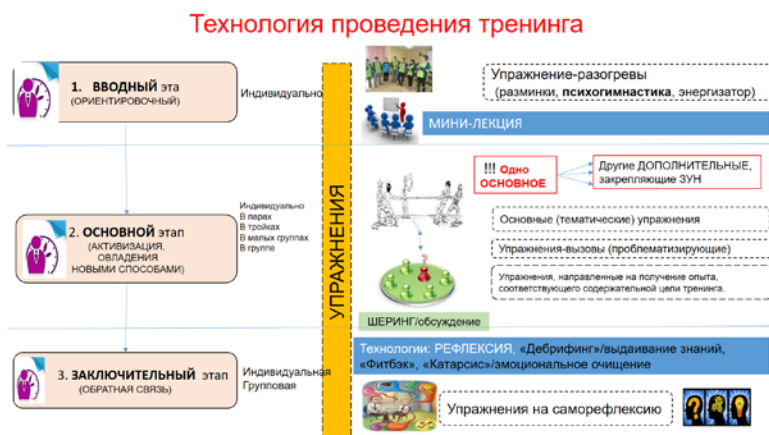 Технология проведения тренинга
1. ВВОДНЫЙ эта
(ОРИЕНТИРОВОЧНЫЙ)
Индивидуально
2. ОСНОВНОЙ этап
(АКТИВИЗАЦИЯ,
ОВЛАДЕНИЯ
НОВЫМИ СПОСОБАМИ)
Индивидуально
В парах
В тройках
В малых группах
В группе
3. ЗАКЛЮЧИТЕЛЬНЫЙ этап
(ОБРАТНАЯ СВЯЗЬ)
Индивидуальная
Групповая
УПРАЖНЕНИЯ
Упражнение-разогревы
(разминки, психогимнастика, энергизатор)
МИНИ-ЛЕКЦИЯ
!!! Одно
ОСНОВНОЕ
Другие ДОПОЛНИТЕЛЬНЫЕ,
закрепляющие ЗУН
Основные (тематические) упражнения
Упражнения-вызовы (проблематизирующие)
Упражнения, направленные на получение опыта,
соответствующего содержательной цели тренинга.
ШЕРИНГ/обсуждение
Технологии: РЕФЛЕКСИЯ, «Дебрифинг»/выдаивание знаний,
«Фитбэк», «Катарсис»/эмоциональное очищение
Упражнения на саморефлексию